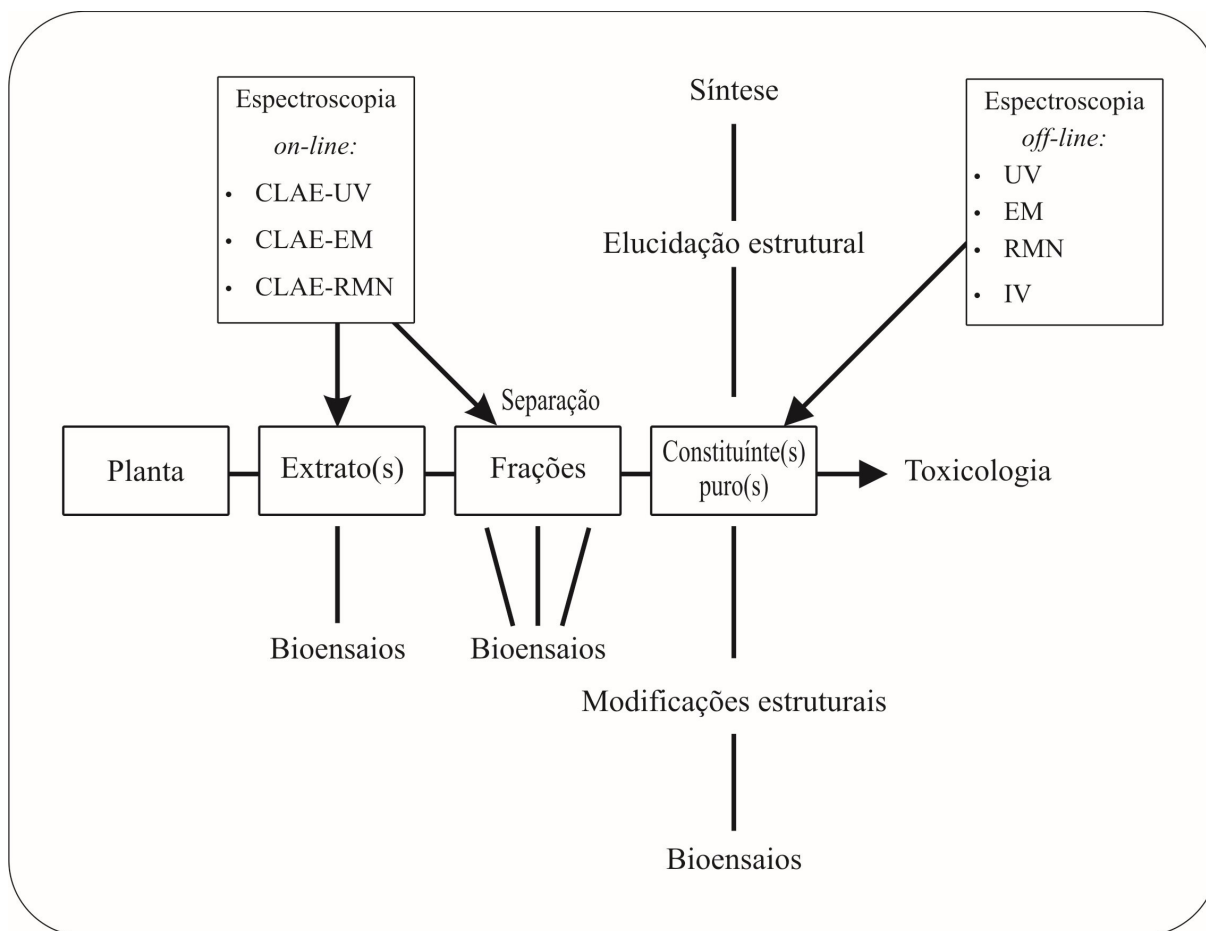 Espectroscopia
on-line:
• CLAE-UV
• CLAE-EM
• CLAE-RMN
Síntese
Elucidação estrutural
Espectroscopia
off-line:
• UV
• EM
• RMN
• IV
Planta
Extrato(s)
Separação
Frações
Constituínte(s)
puro(s)
Toxicologia
Bioensaios
Bioensaios
Modificações estruturais
Bioensaios